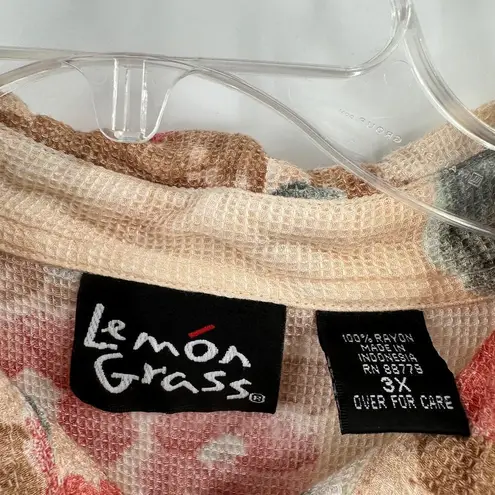 Lemón
Grass®
100% RAYON
MADE IN
INDONESIA
RN 88779
3X
OVER FOR CARE